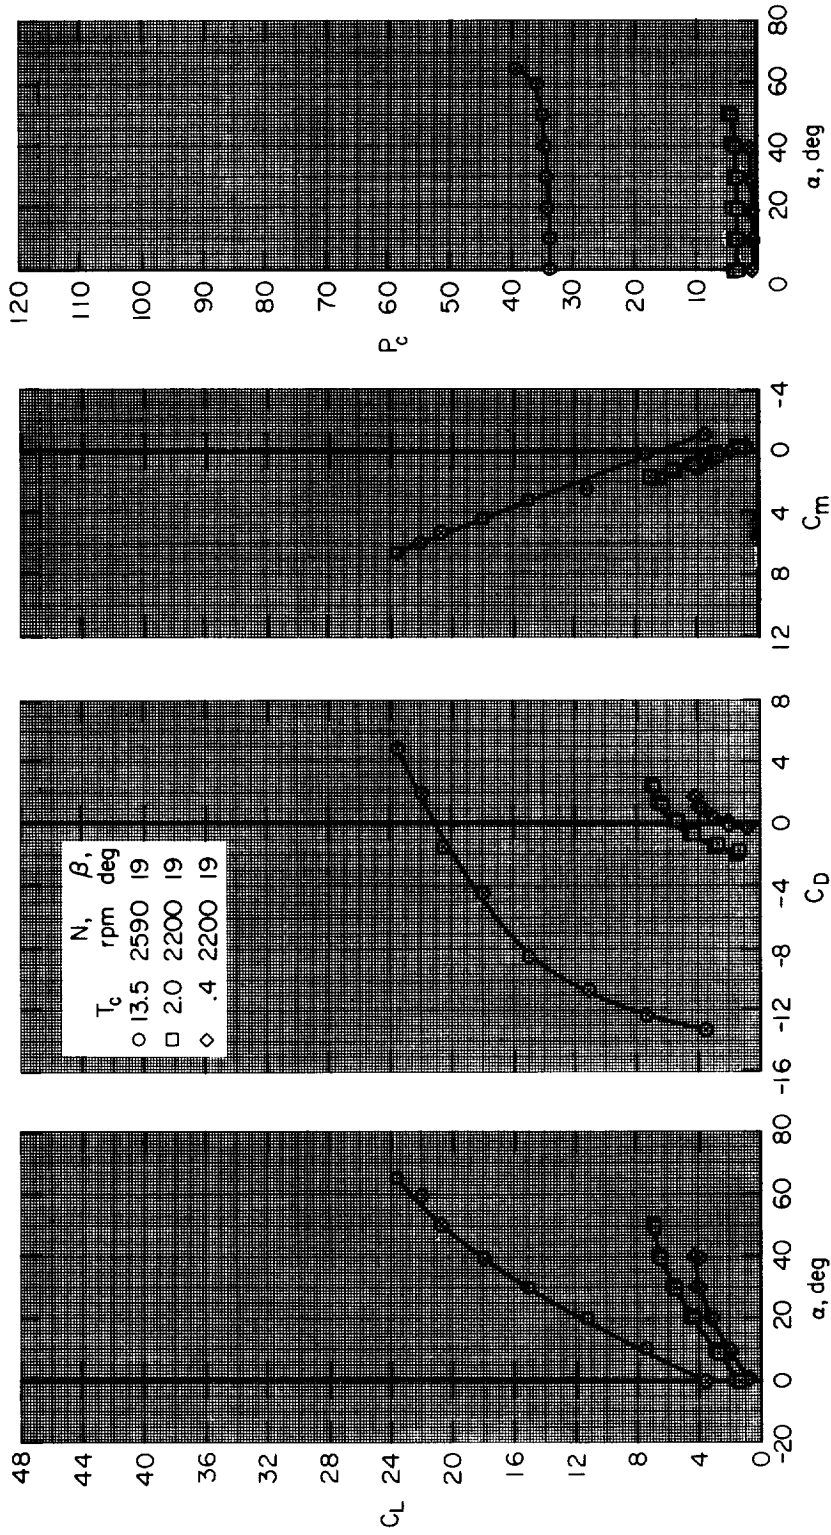 48
44
40
36
32
28
24
20
16
12
8
4
0
C_L
-20 0 20 40 60 80
α, deg
T_c N, rpm β, deg
○ 13.5 2590 19
□ 2.0 2200 19
◇ .4 2200 19
-16 -12 -8 -4 0 4 8
C_D
12 8 4 0 -4
C_m
120
110
100
90
80
70
60
50
40
30
20
10
P_c
0 20 40 60 80
α, deg